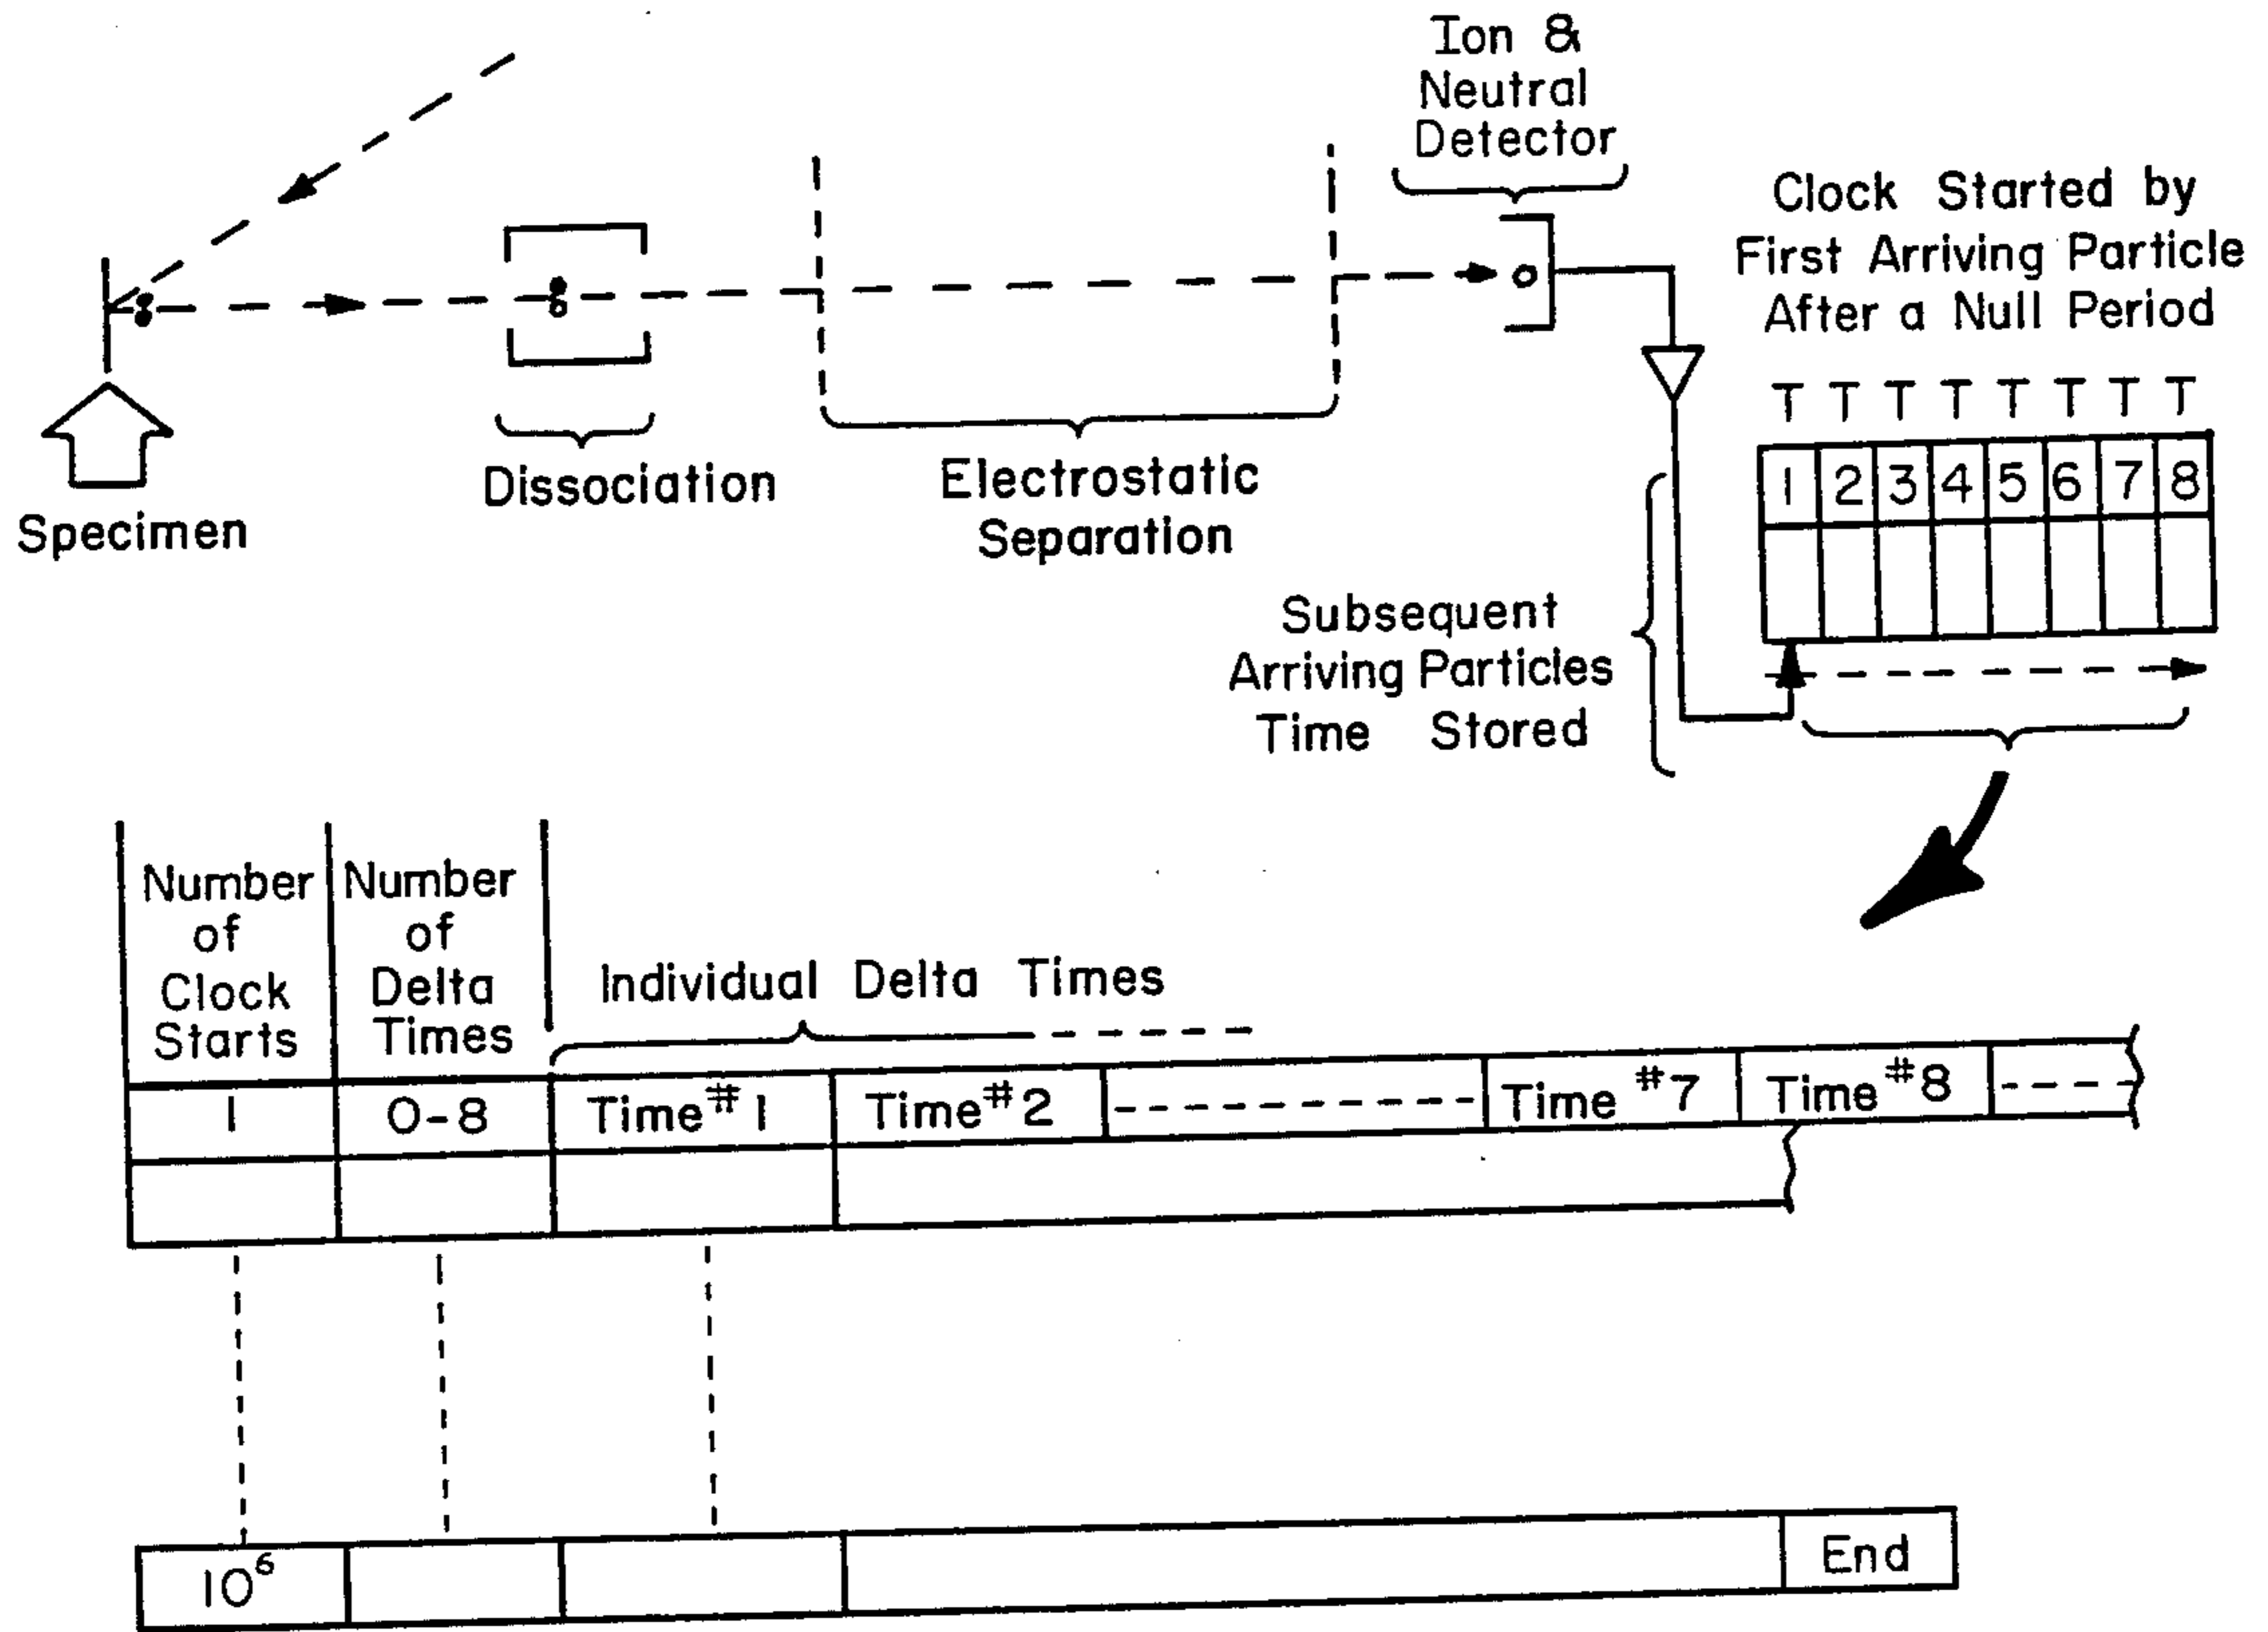 Ion &
Neutral
Detector
Clock Started by
First Arriving Particle
After a Null Period
T T T T T T T T
1 2 3 4 5 6 7 8
Specimen
Dissociation
Electrostatic
Separation
Subsequent
Arriving Particles
Time Stored
Number
of
Clock
Starts
Number
of
Delta
Times
Individual Delta Times
1 0-8 Time #1 Time #2 Time #7 Time #8
10⁶ End